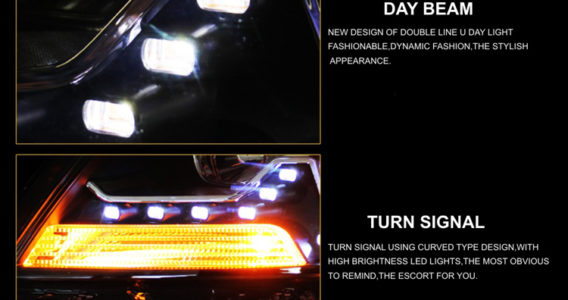 DAY BEAM
NEW DESIGN OF DOUBLE LINE U DAY LIGHT
FASHIONABLE,DYNAMIC FASHION,THE STYLISH
APPEARANCE.
TURN SIGNAL
TURN SIGNAL USING CURVED TYPE DESIGN,WITH
HIGH BRIGHTNESS LED LIGHTS,THE MOST OBVIOUS
TO REMIND,THE ESCORT FOR YOU.